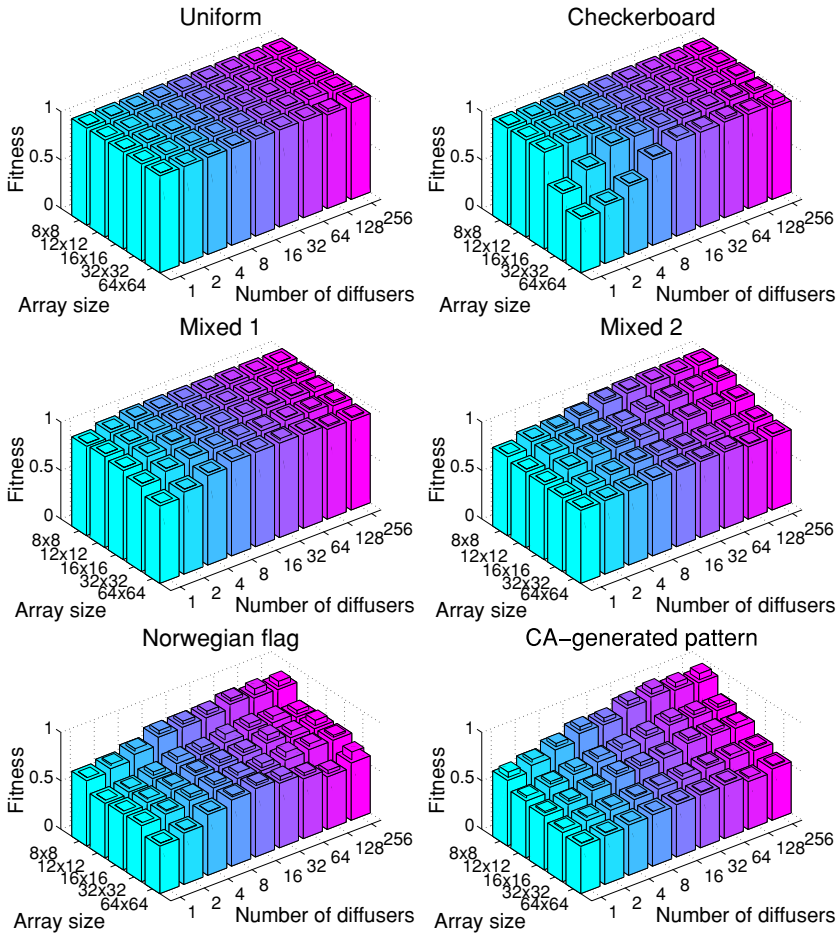 Uniform
Fitness
1
0.5
0
8x8
12x12
16x16
32x32
64x64
Array size
1
2
4
8
16
32
64
128
256
Number of diffusers
Checkerboard
Fitness
1
0.5
0
8x8
12x12
16x16
32x32
64x64
Array size
1
2
4
8
16
32
64
128
256
Number of diffusers
Mixed 1
Fitness
1
0.5
0
8x8
12x12
16x16
32x32
64x64
Array size
1
2
4
8
16
32
64
128
256
Number of diffusers
Mixed 2
Fitness
1
0.5
0
8x8
12x12
16x16
32x32
64x64
Array size
1
2
4
8
16
32
64
128
256
Number of diffusers
Norwegian flag
Fitness
1
0.5
0
8x8
12x12
16x16
32x32
64x64
Array size
1
2
4
8
16
32
64
128
256
Number of diffusers
CA−generated pattern
Fitness
1
0.5
0
8x8
12x12
16x16
32x32
64x64
Array size
1
2
4
8
16
32
64
128
256
Number of diffusers